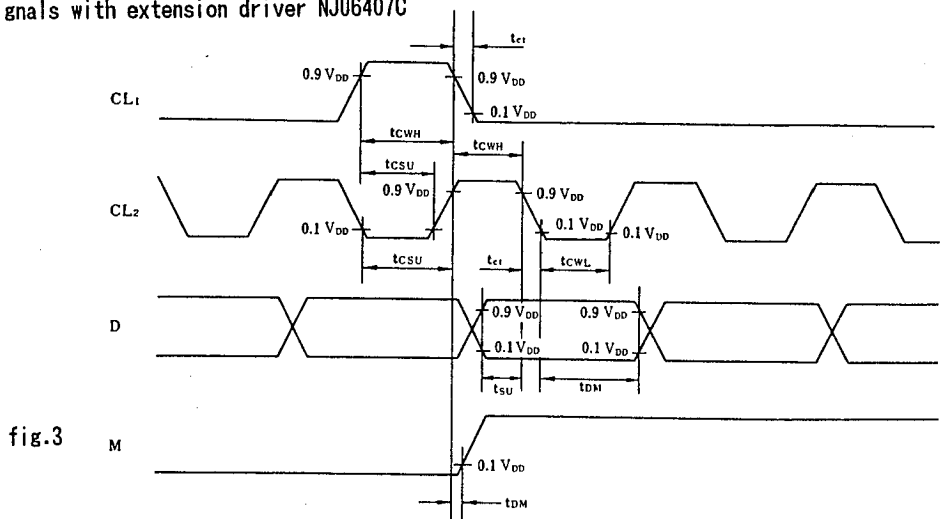 gnals with extension driver NJU6407C
tct
0.9 VDD
0.9 VDD
CL1
0.1 VDD
tCWH
tCWH
tCSU
0.9 VDD
0.9 VDD
CL2
0.1 VDD
0.1 VDD
0.1 VDD
tCSU
tct
tCWL
D
0.9 VDD
0.9 VDD
0.1 VDD
0.1 VDD
tSU
tDM
fig.3
M
0.1 VDD
tDM